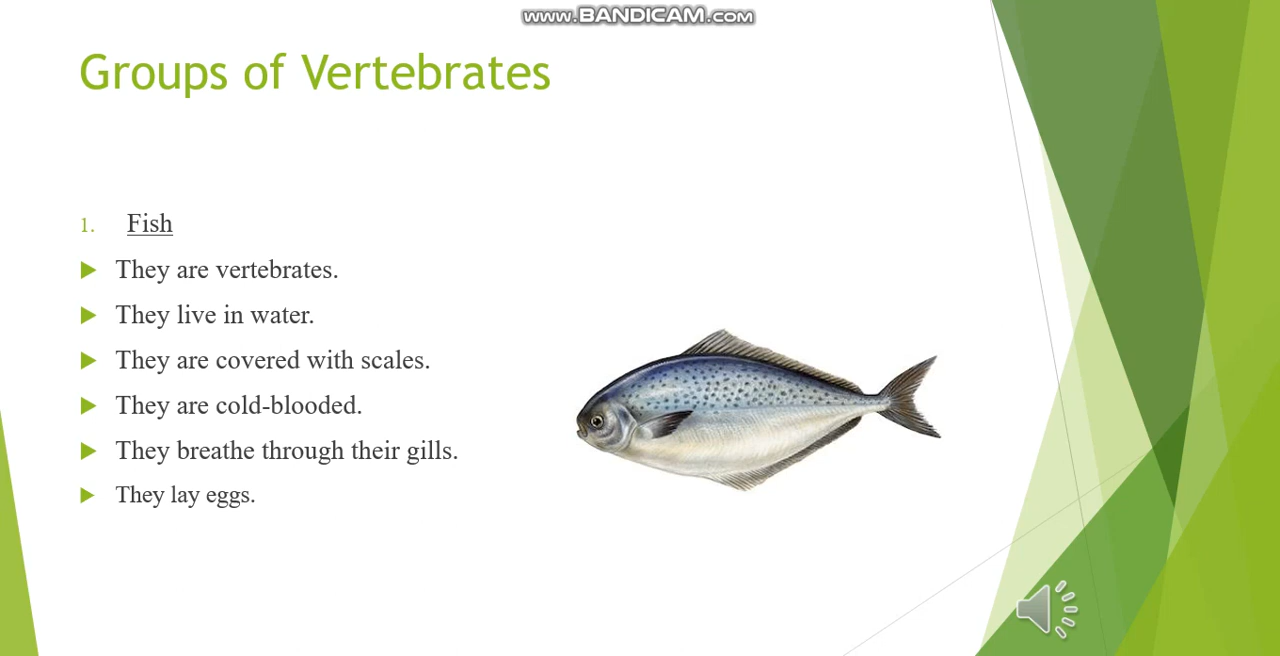 www.BANDICAM.com
Groups of Vertebrates
1. Fish
They are vertebrates.
They live in water.
They are covered with scales.
They are cold-blooded.
They breathe through their gills.
They lay eggs.